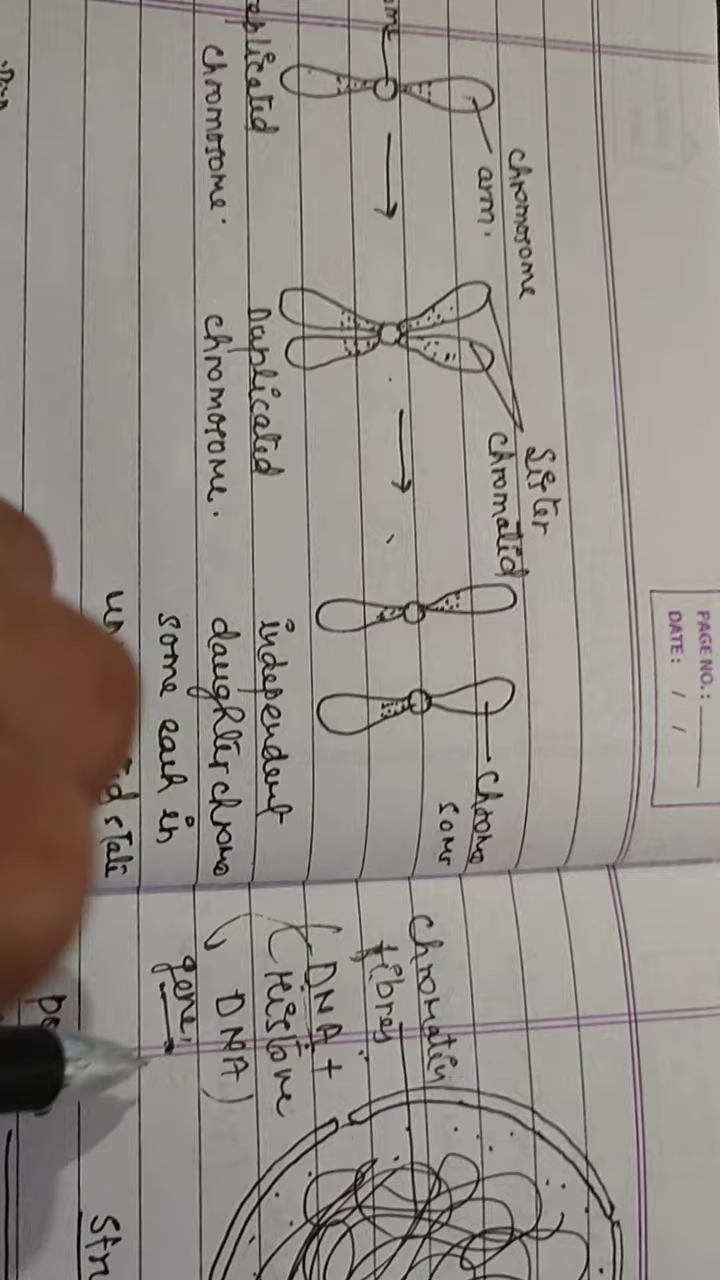 PAGE NO.:
DATE: / /
chromosome
arm.
Sister
chromatid
chromo
some
Duplicated
chromosome.
chromosome.
independent
daughter chromo
some each in
chromatin
fibres
(DNA +
(Histone
( DNA)
gene,